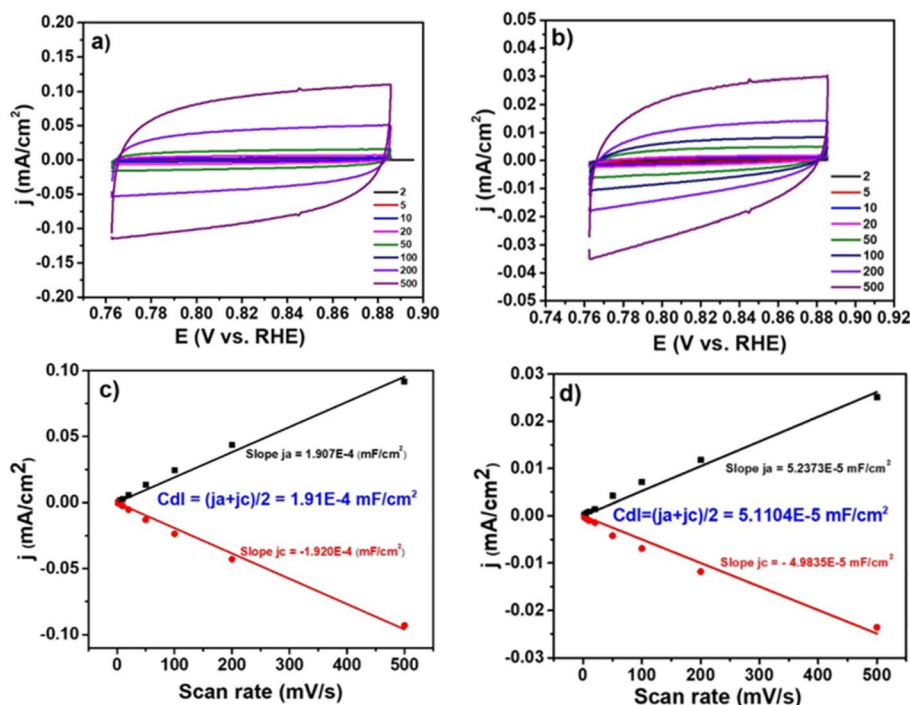 a)
j (mA/cm²)
0.20
0.15
0.10
0.05
0.00
-0.05
-0.10
-0.15
0.20
0.76 0.78 0.80 0.82 0.84 0.86 0.88 0.90
E (V vs. RHE)
2
5
10
20
50
100
200
500
b)
j (mA/cm²)
0.05
0.04
0.03
0.02
0.01
0.00
-0.01
-0.02
-0.03
-0.04
-0.05
0.74 0.76 0.78 0.80 0.82 0.84 0.86 0.88 0.90 0.92
E (V vs. RHE)
2
5
10
20
50
100
200
500
c)
j (mA/cm2)
0.10
0.05
0.00
-0.05
-0.10
Slope ja = 1.907E-4 (mF/cm²)
Cdl = (ja+jc)/2 = 1.91E-4 mF/cm²
Slope jc = -1.920E-4 (mF/cm²)
0 100 200 300 400 500
Scan rate (mV/s)
d)
j (mA/cm2)
0.03
0.02
0.01
0.00
-0.01
-0.02
-0.03
Slope ja = 5.2373E-5 mF/cm²
Cdl=(ja+jc)/2 = 5.1104E-5 mF/cm²
Slope jc = - 4.9835E-5 mF/cm²
0 100 200 300 400 500
Scan rate (mV/s)